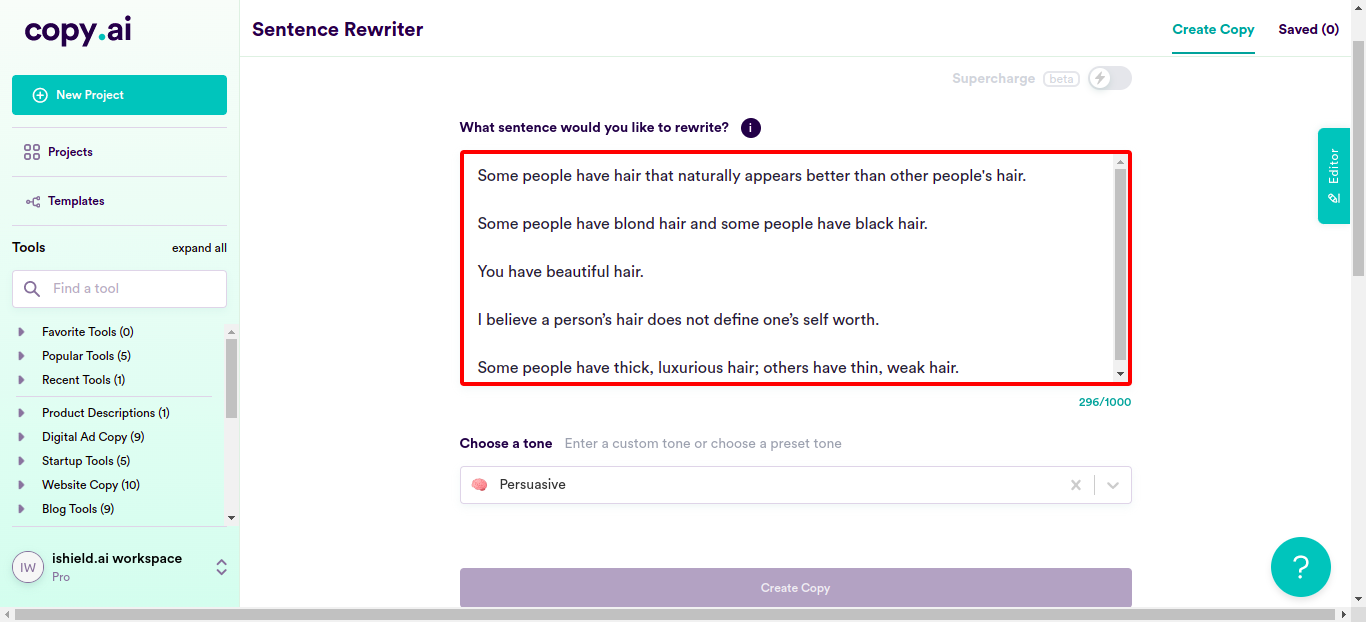 copy.ai
Sentence Rewriter
Create Copy
Saved (0)
New Project
Projects
Templates
Tools
expand all
Find a tool
Favorite Tools (0)
Popular Tools (5)
Recent Tools (1)
Product Descriptions (1)
Digital Ad Copy (9)
Startup Tools (5)
Website Copy (10)
Blog Tools (9)
IW
ishield.ai workspace
Pro
Supercharge beta
What sentence would you like to rewrite? i
Some people have hair that naturally appears better than other people's hair.
Some people have blond hair and some people have black hair.
You have beautiful hair.
I believe a person’s hair does not define one’s self worth.
Some people have thick, luxurious hair; others have thin, weak hair.
296/1000
Choose a tone Enter a custom tone or choose a preset tone
Persuasive
Create Copy
Editor
?